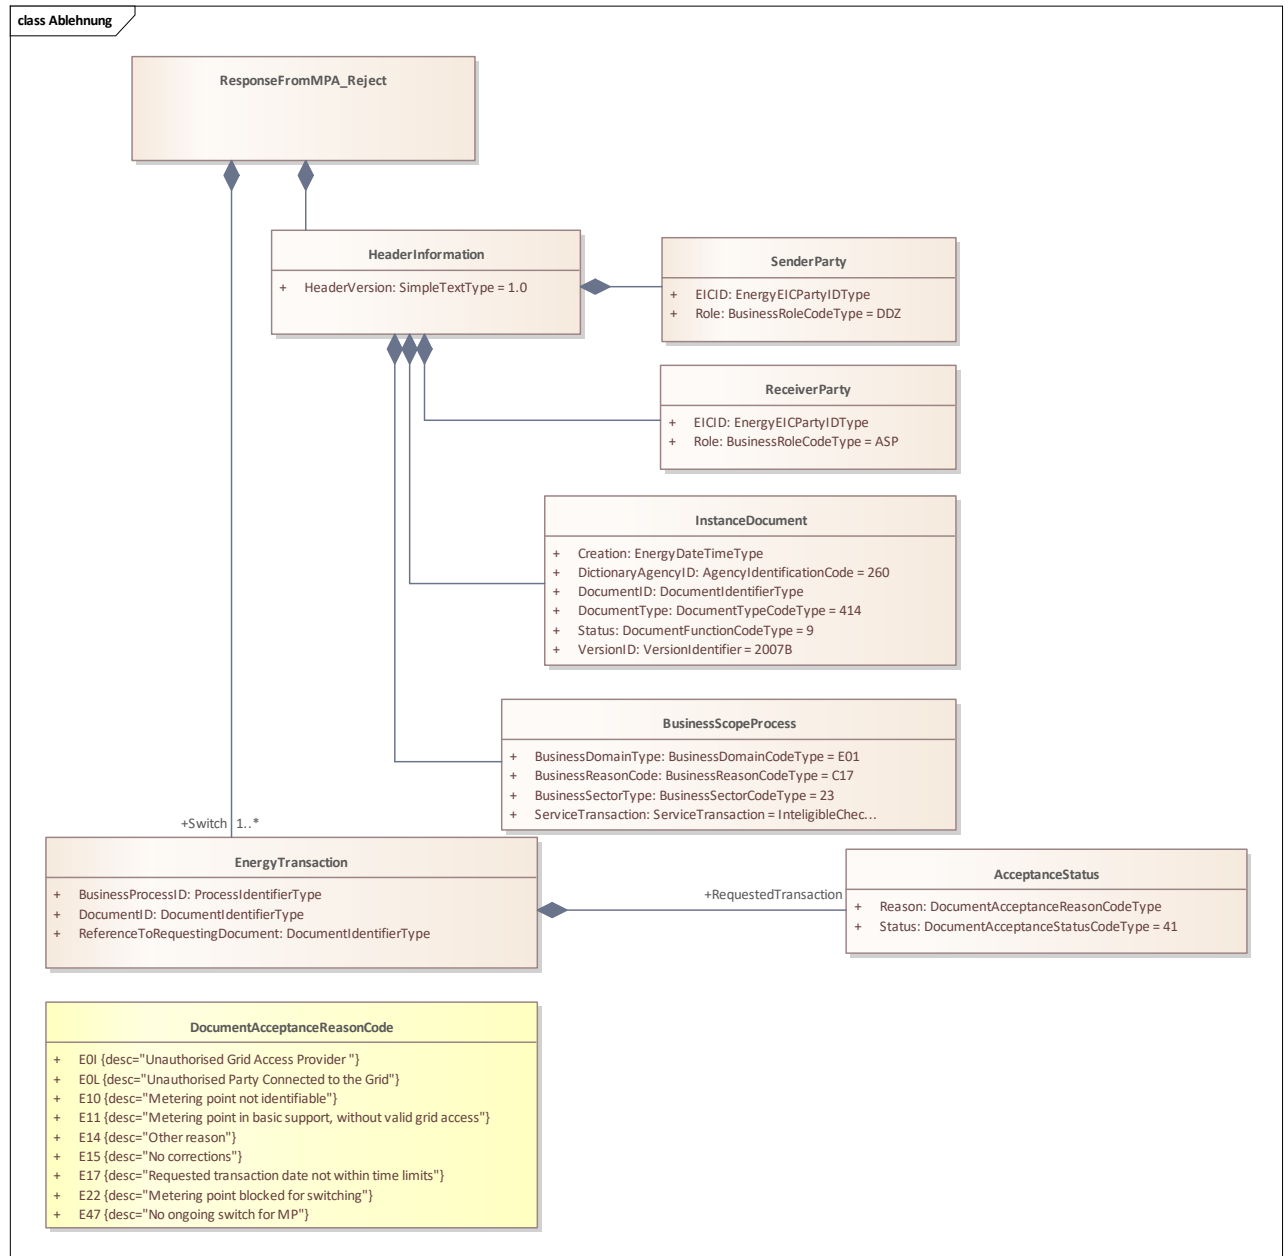 class Ablehnung
ResponseFromMPA_Reject
HeaderInformation
+ HeaderVersion: SimpleTextType = 1.0
SenderParty
+ EICID: EnergyEICPartyIDType
+ Role: BusinessRoleCodeType = DDZ
ReceiverParty
+ EICID: EnergyEICPartyIDType
+ Role: BusinessRoleCodeType = ASP
InstanceDocument
+ Creation: EnergyDateTimeType
+ DictionaryAgencyID: AgencyIdentificationCode = 260
+ DocumentID: DocumentIdentifierType
+ DocumentType: DocumentTypeCodeType = 414
+ Status: DocumentFunctionCodeType = 9
+ VersionID: VersionIdentifier = 2007B
BusinessScopeProcess
+ BusinessDomainType: BusinessDomainCodeType = E01
+ BusinessReasonCode: BusinessReasonCodeType = C17
+ BusinessSectorType: BusinessSectorCodeType = 23
+ ServiceTransaction: ServiceTransaction = InteligibleChec...
+Switch 1..*
EnergyTransaction
+ BusinessProcessID: ProcessIdentifierType
+ DocumentID: DocumentIdentifierType
+ ReferenceToRequestingDocument: DocumentIdentifierType
+RequestedTransaction
AcceptanceStatus
+ Reason: DocumentAcceptanceReasonCodeType
+ Status: DocumentAcceptanceStatusCodeType = 41
DocumentAcceptanceReasonCode
+ E0I {desc="Unauthorised Grid Access Provider "}
+ E0L {desc="Unauthorised Party Connected to the Grid"}
+ E10 {desc="Metering point not identifiable"}
+ E11 {desc="Metering point in basic support, without valid grid access"}
+ E14 {desc="Other reason"}
+ E15 {desc="No corrections"}
+ E17 {desc="Requested transaction date not within time limits"}
+ E22 {desc="Metering point blocked for switching"}
+ E47 {desc="No ongoing switch for MP"}